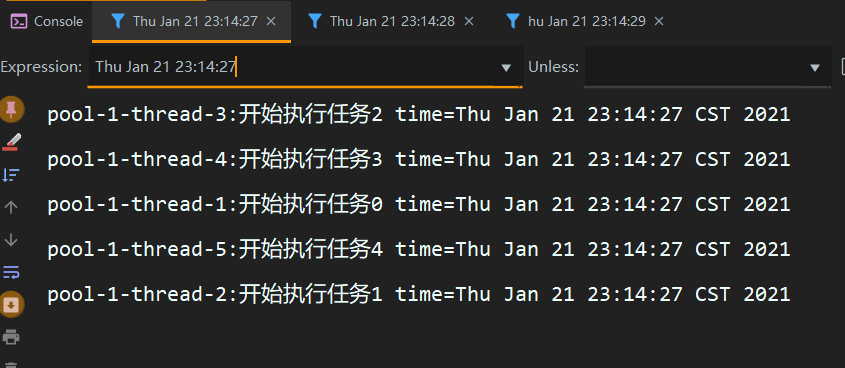 Console Thu Jan 21 23:14:27 Thu Jan 21 23:14:28 hu Jan 21 23:14:29
Expression: Thu Jan 21 23:14:27 Unless:
pool-1-thread-3:开始执行任务2 time=Thu Jan 21 23:14:27 CST 2021
pool-1-thread-4:开始执行任务3 time=Thu Jan 21 23:14:27 CST 2021
pool-1-thread-1:开始执行任务0 time=Thu Jan 21 23:14:27 CST 2021
pool-1-thread-5:开始执行任务4 time=Thu Jan 21 23:14:27 CST 2021
pool-1-thread-2:开始执行任务1 time=Thu Jan 21 23:14:27 CST 2021